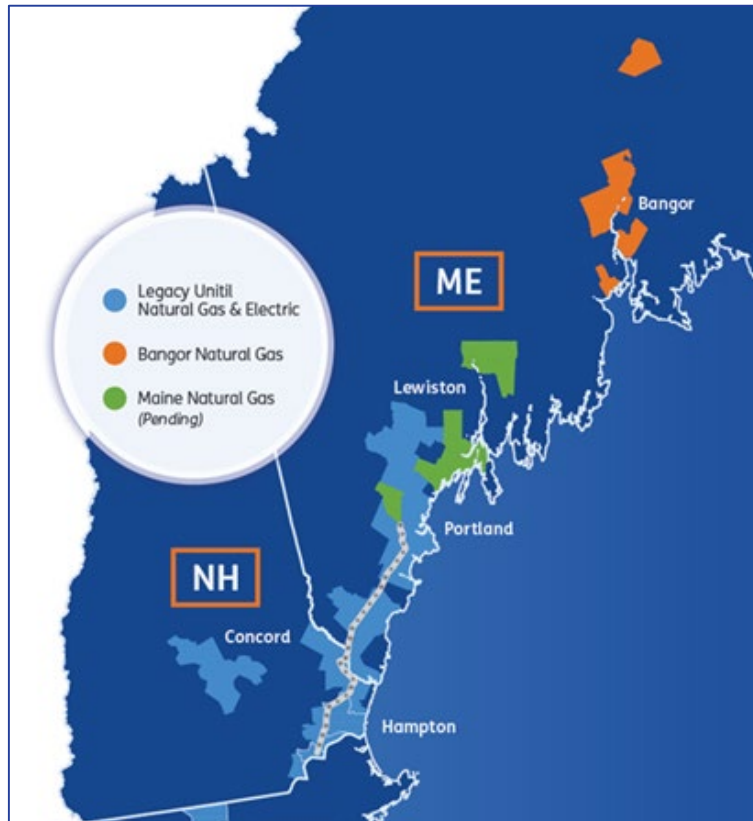 Bangor
ME
Legacy Unitil
Natural Gas & Electric
Bangor Natural Gas
Maine Natural Gas
(Pending)
Lewiston
Portland
NH
Concord
Hampton